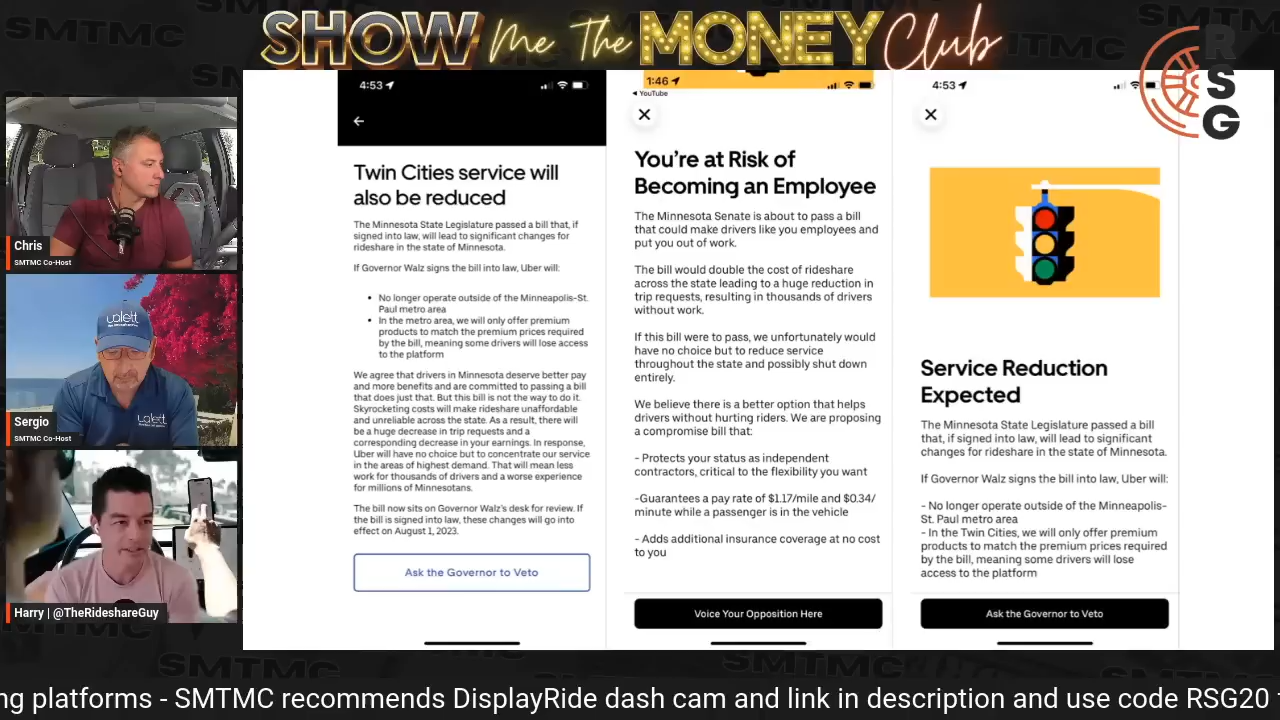 SHOW Me The MONEY Club
RSG
SMTMC
Chris
SMTMC Co-Host
ualett
Sergio
SMTMC Co-Host
Harry | @TheRideshareGuy
4:53
Twin Cities service will
also be reduced
The Minnesota State Legislature passed a bill that, if
signed into law, will lead to significant changes for
rideshare in the state of Minnesota.
If Governor Walz signs the bill into law, Uber will:
• No longer operate outside of the Minneapolis-St.
Paul metro area
• In the metro area, we will only offer premium
products to match the premium prices required
by the bill, meaning some drivers will lose access
to the platform
We agree that drivers in Minnesota deserve better pay
and more benefits and are committed to passing a bill
that does just that. But this bill is not the way to do it.
Skyrocketing costs will make rideshare unaffordable
and unreliable across the state. As a result, there will
be a huge decrease in trip requests and a
corresponding decrease in your earnings. In response,
Uber will have no choice but to concentrate our service
in the areas of highest demand. That will mean less
work for thousands of drivers and a worse experience
for millions of Minnesotans.
The bill now sits on Governor Walz's desk for review. If
the bill is signed into law, these changes will go into
effect on August 1, 2023.
Ask the Governor to Veto
1:46
YouTube
You're at Risk of
Becoming an Employee
The Minnesota Senate is about to pass a bill
that could make drivers like you employees and
put you out of work.
The bill would double the cost of rideshare
across the state leading to a huge reduction in
trip requests, resulting in thousands of drivers
without work.
If this bill were to pass, we unfortunately would
have no choice but to reduce service
throughout the state and possibly shut down
entirely.
We believe there is a better option that helps
drivers without hurting riders. We are proposing
a compromise bill that:
- Protects your status as independent
contractors, critical to the flexibility you want
-Guarantees a pay rate of $1.17/mile and $0.34/
minute while a passenger is in the vehicle
- Adds additional insurance coverage at no cost
to you
Voice Your Opposition Here
4:53
Service Reduction
Expected
The Minnesota State Legislature passed a bill
that, if signed into law, will lead to significant
changes for rideshare in the state of Minnesota.
If Governor Walz signs the bill into law, Uber will:
- No longer operate outside of the Minneapolis-
St. Paul metro area
- In the Twin Cities, we will only offer premium
products to match the premium prices required
by the bill, meaning some drivers will lose
access to the platform
Ask the Governor to Veto
ng platforms - SMTMC recommends DisplayRide dash cam and link in description and use code RSG20